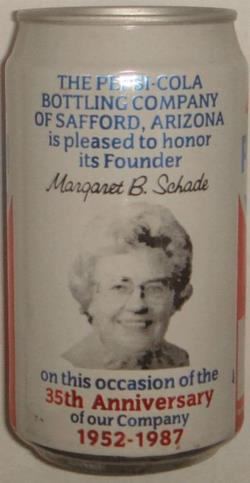 THE PEPSI-COLA
BOTTLING COMPANY
OF SAFFORD, ARIZONA
is pleased to honor
its Founder
Margaret B. Schade
on this occasion of the
35th Anniversary
of our Company
1952-1987